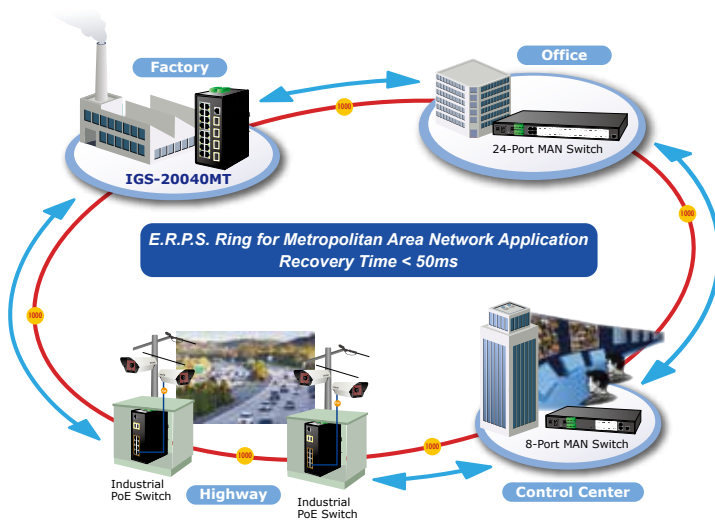 Factory
Office
1000
24-Port MAN Switch
IGS-20040MT
1000
E.R.P.S. Ring for Metropolitan Area Network Application
Recovery Time < 50ms
1000
1000
8-Port MAN Switch
1000
Industrial
PoE Switch
Highway
Industrial
PoE Switch
Control Center